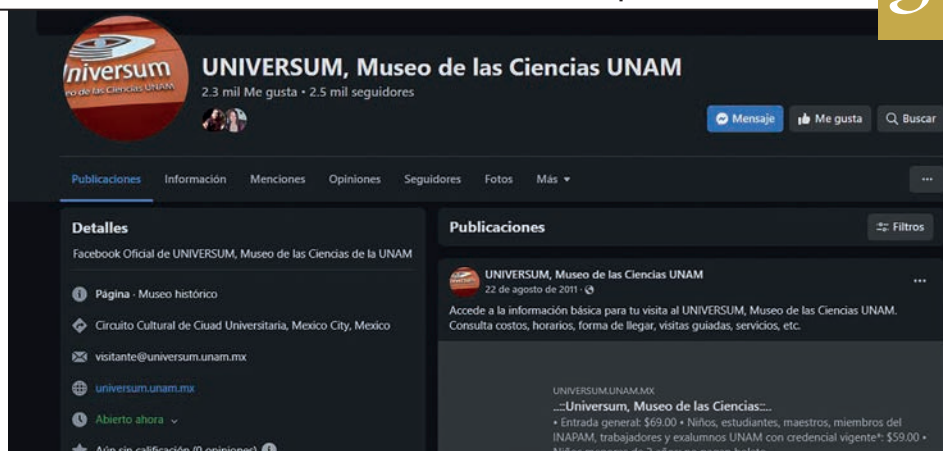 niversum
eo de las Ciencias UNAM
UNIVERSUM, Museo de las Ciencias UNAM
2.3 mil Me gusta • 2.5 mil seguidores
Mensaje
Me gusta
Buscar
Publicaciones Información Menciones Opiniones Seguidores Fotos Más
Detalles
Facebook Oficial de UNIVERSUM, Museo de las Ciencias de la UNAM
Página · Museo histórico
Circuito Cultural de Ciuad Universitaria, Mexico City, Mexico
visitante@universum.unam.mx
universum.unam.mx
Abierto ahora
Aún sin calificación (0 opiniones)
Publicaciones
Filtros
UNIVERSUM, Museo de las Ciencias UNAM
22 de agosto de 2011 ·
Accede a la información básica para tu visita al UNIVERSUM, Museo de las Ciencias UNAM.
Consulta costos, horarios, forma de llegar, visitas guiadas, servicios, etc.
UNIVERSUM.UNAM.MX
..::Universum, Museo de las Ciencias::..
• Entrada general: $69.00 • Niños, estudiantes, maestros, miembros del
INAPAM, trabajadores y exalumnos UNAM con credencial vigente*: $59.00 •